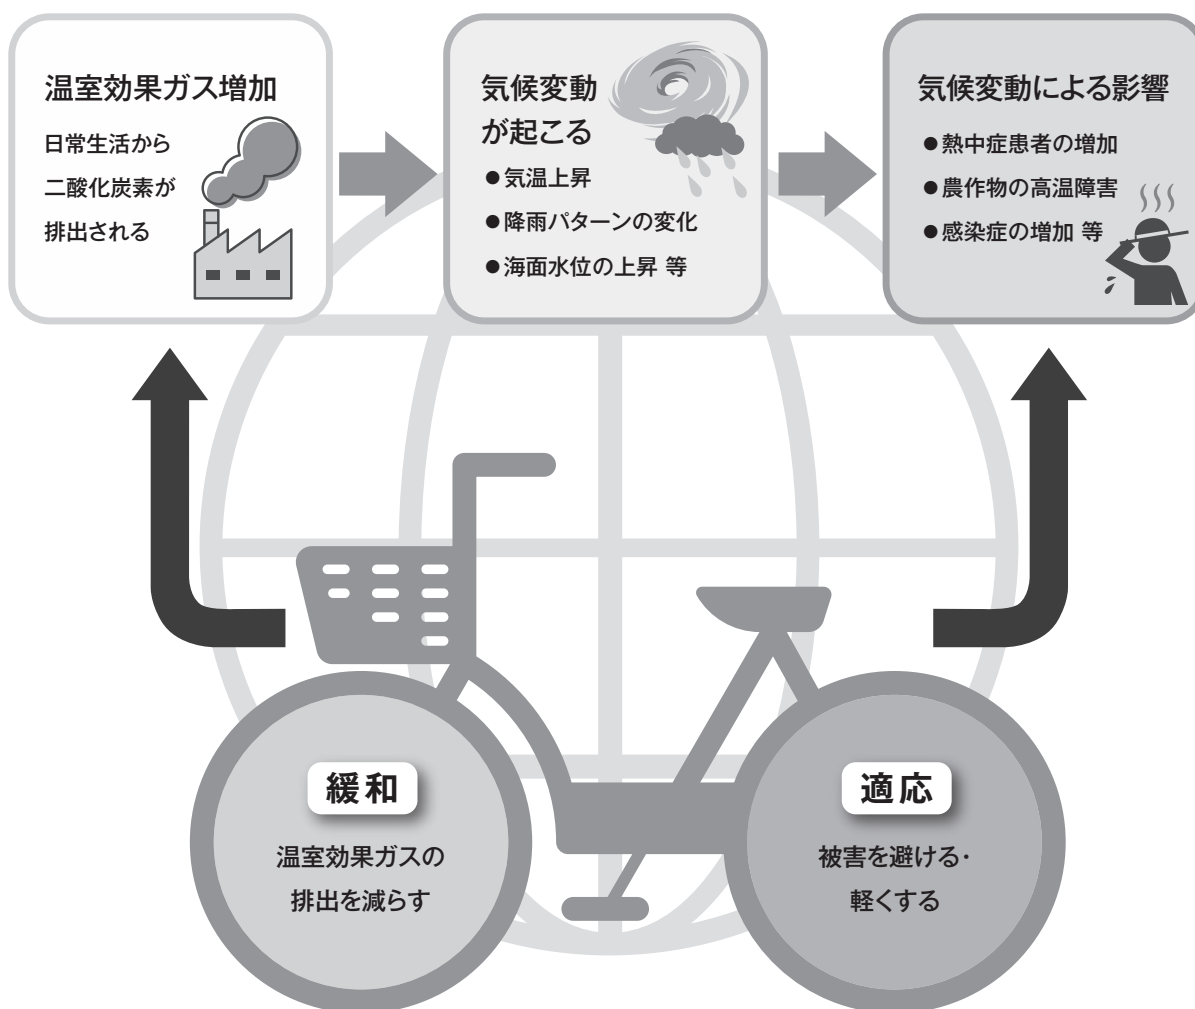 温室効果ガス増加
日常生活から
二酸化炭素が
排出される
気候変動
が起こる
●気温上昇
●降雨パターンの変化
●海面水位の上昇 等
気候変動による影響
●熱中症患者の増加
●農作物の高温障害
●感染症の増加 等
緩和
温室効果ガスの
排出を減らす
適応
被害を避ける・
軽くする